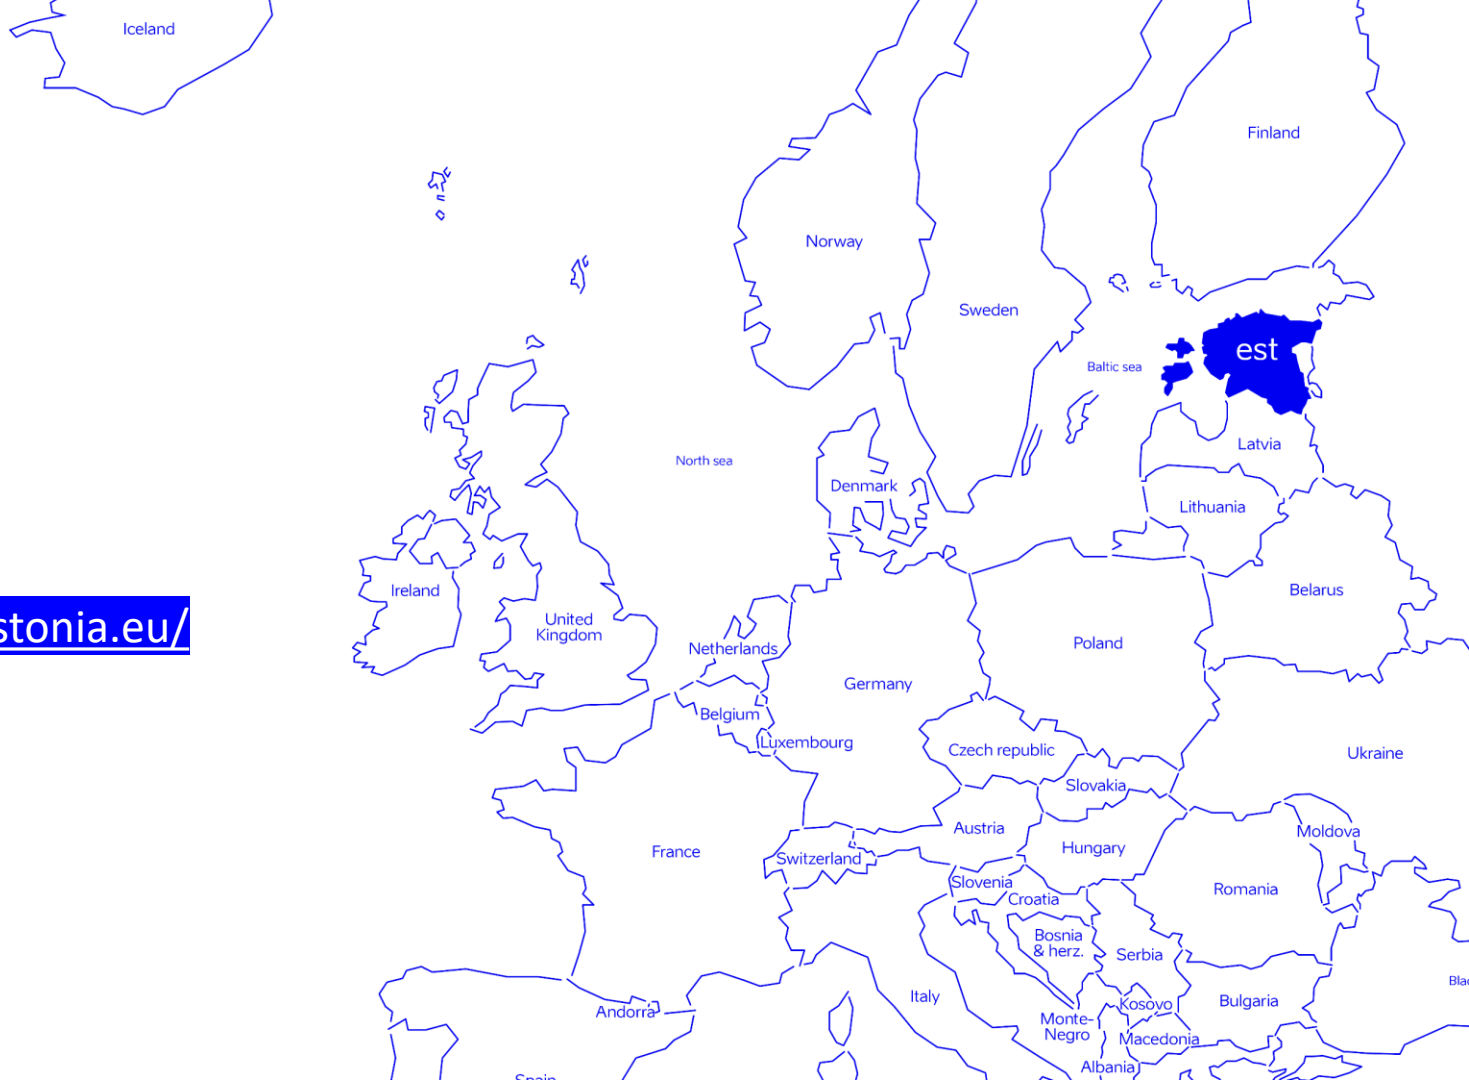 Iceland
Finland
Norway
Sweden
est
Baltic sea
Latvia
North sea
Denmark
Lithuania
Ireland
Belarus
stonia.eu/
United
Kingdom
Netherlands
Poland
Germany
Belgium
Luxembourg
Czech republic
Ukraine
Slovakia
Austria
Moldova
France
Switzerland
Hungary
Slovenia
Croatia
Romania
Bosnia
& herz.
Serbia
Italy
Kosovo
Bulgaria
Andorra
Monte-
Negro
Macedonia
Albania
Spain